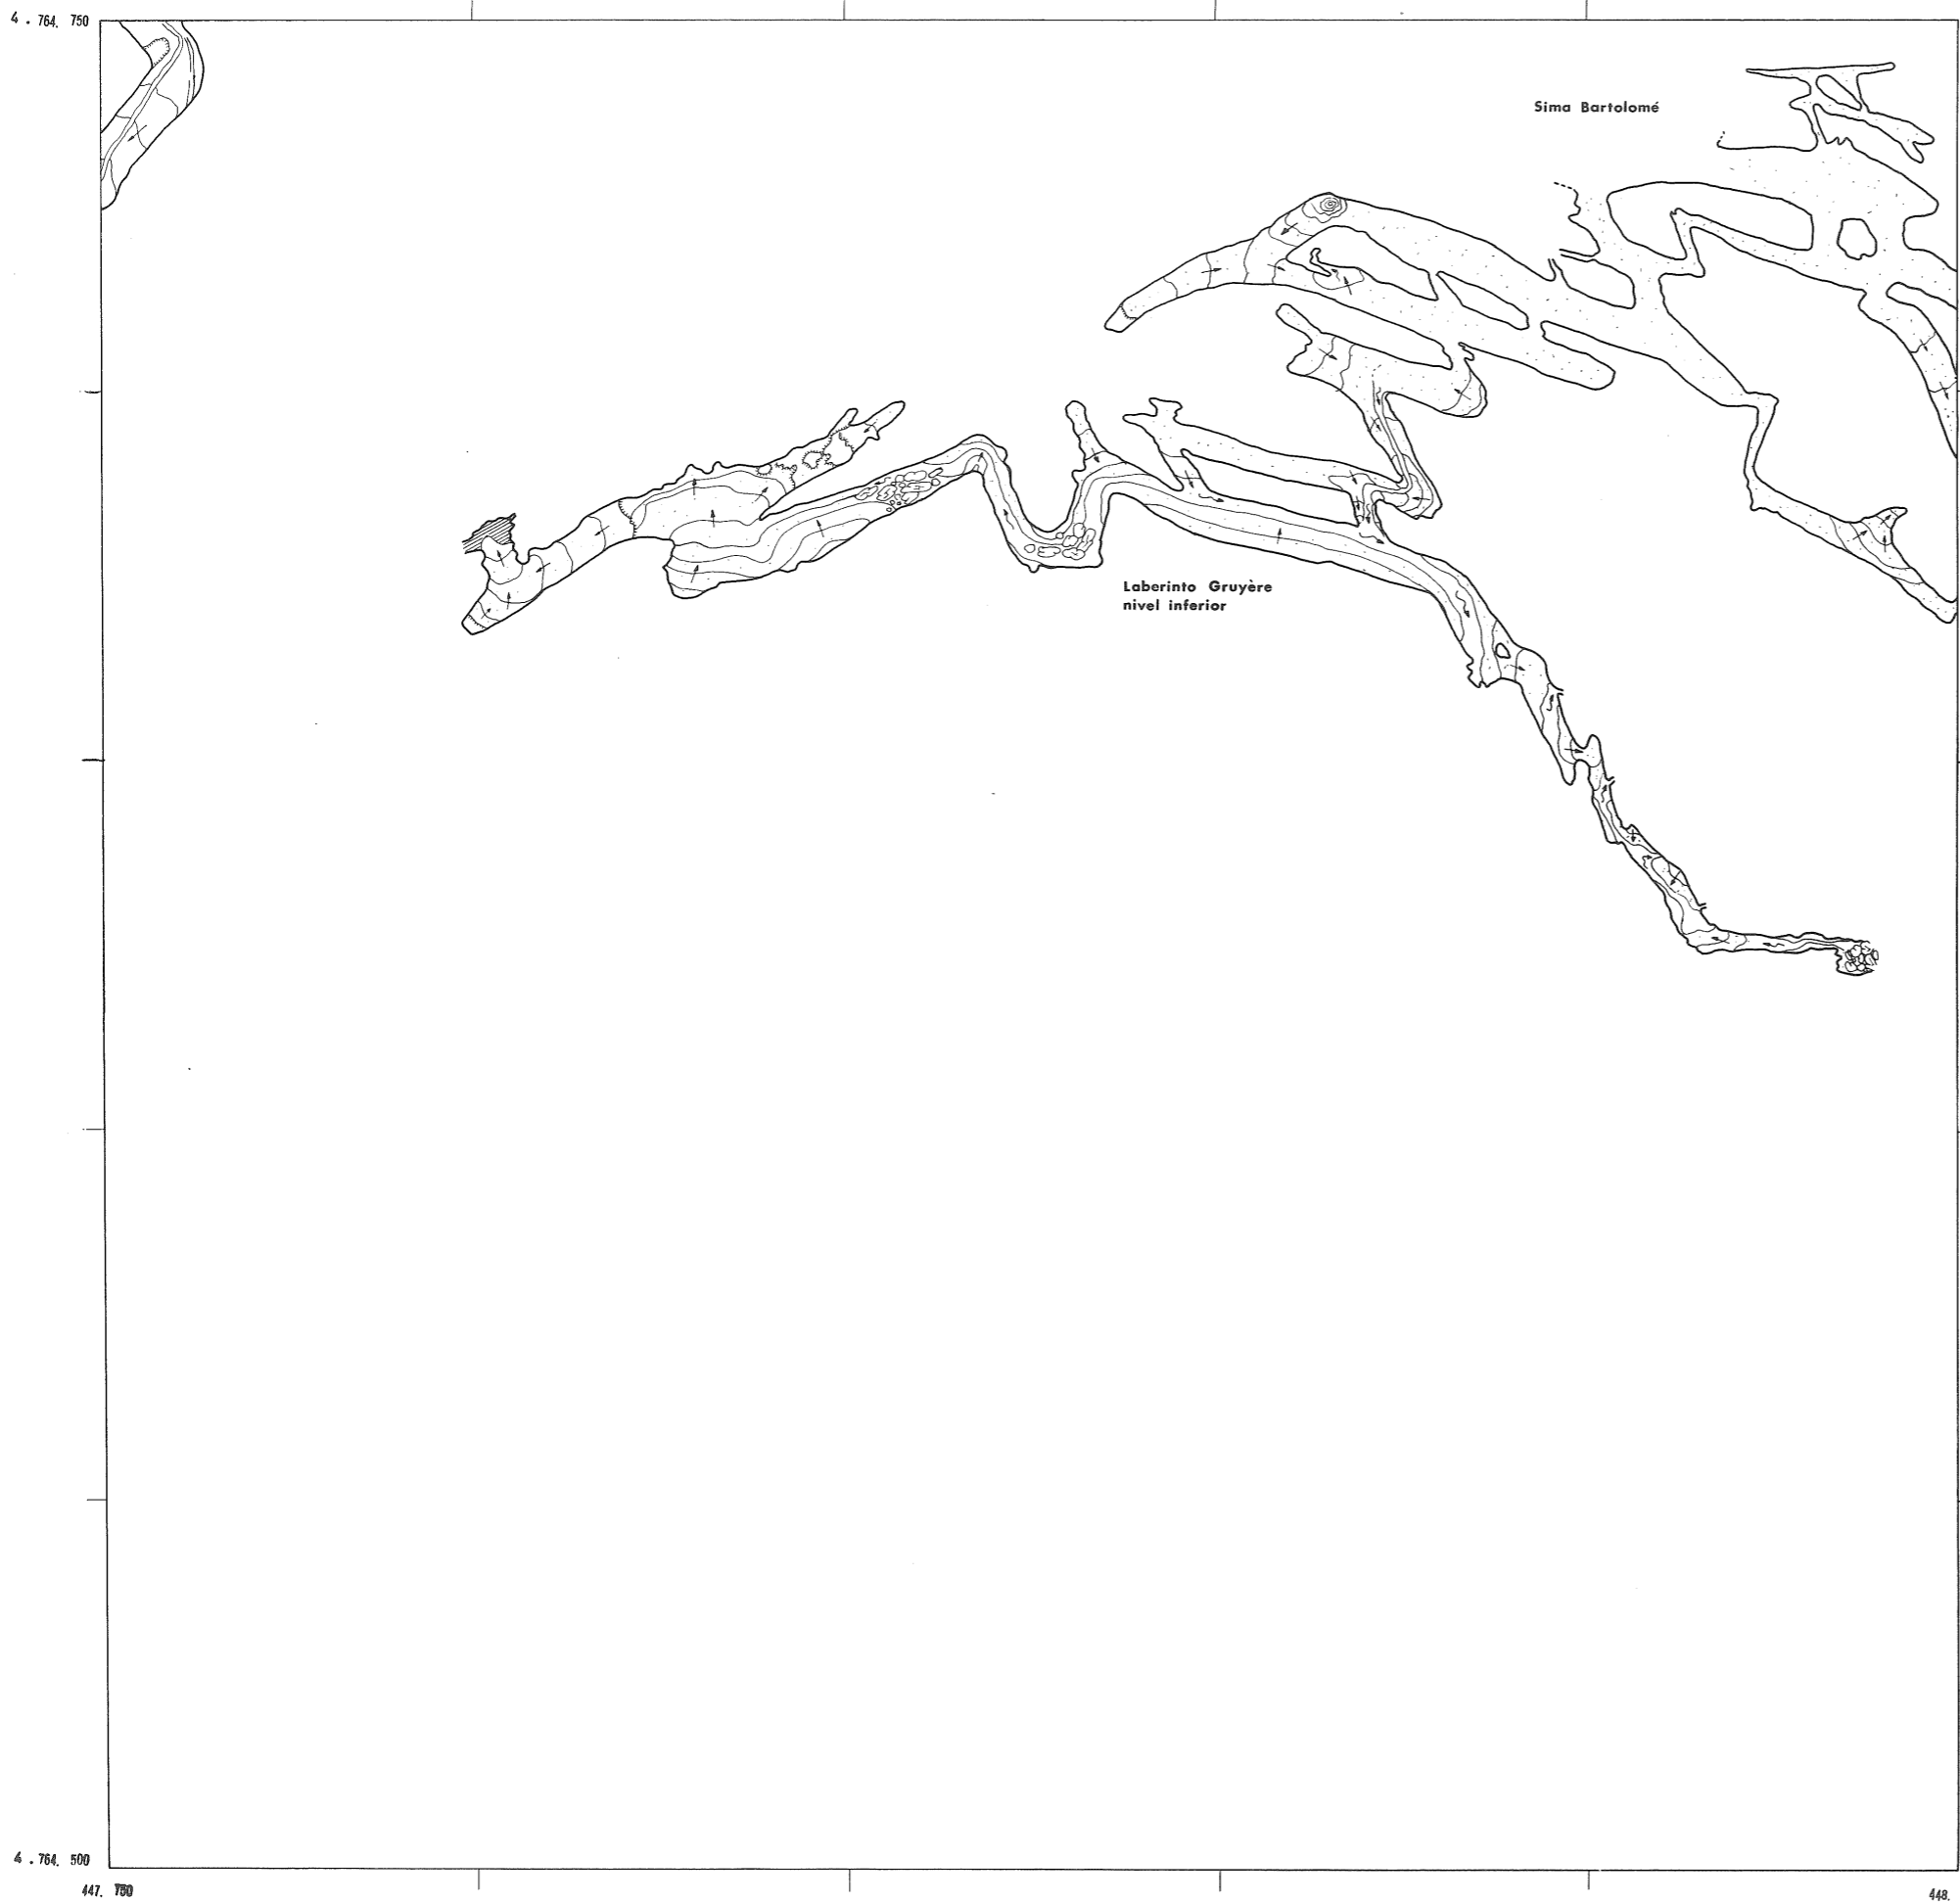 4 . 764. 750
Sima Bartolomé
Laberinto Gruyère
nivel inferior
4 . 764. 500
447. 750
448.